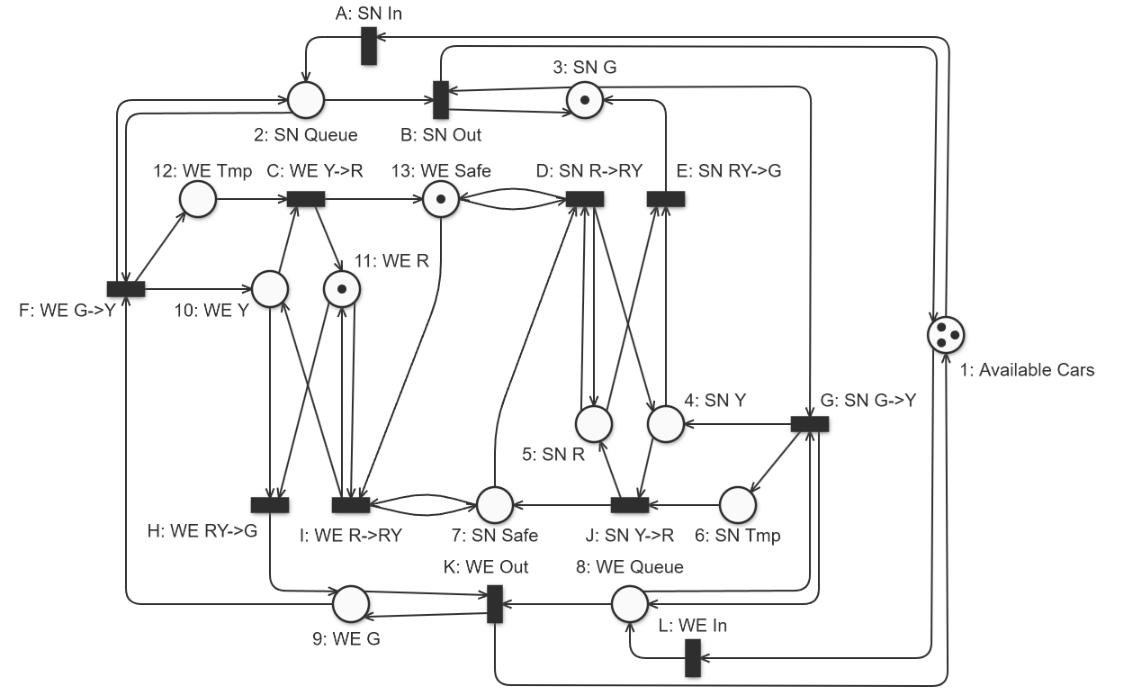 A: SN In
3: SN G
2: SN Queue
B: SN Out
12: WE Tmp
C: WE Y->R
13: WE Safe
D: SN R->RY
E: SN RY->G
11: WE R
F: WE G->Y
10: WE Y
1: Available Cars
4: SN Y
G: SN G->Y
5: SN R
H: WE RY->G
I: WE R->RY
7: SN Safe
J: SN Y->R
6: SN Tmp
K: WE Out
8: WE Queue
9: WE G
L: WE In